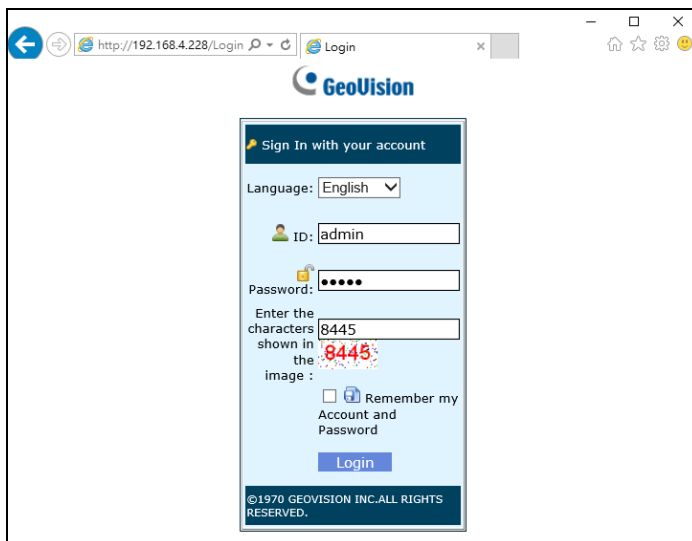 http://192.168.4.228/Login
Login
GeoVision
Sign In with your account
Language: English
ID: admin
Password: •••••
Enter the
characters
shown in
the
image :
8445
8445
Remember my
Account and
Password
Login
©1970 GEOVISION INC.ALL RIGHTS
RESERVED.